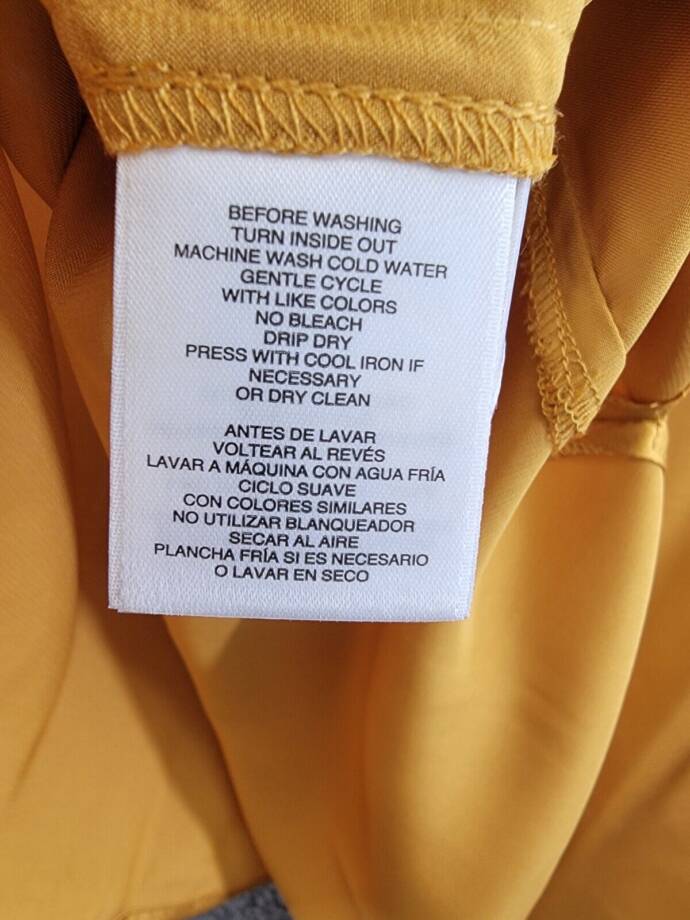 BEFORE WASHING
TURN INSIDE OUT
MACHINE WASH COLD WATER
GENTLE CYCLE
WITH LIKE COLORS
NO BLEACH
DRIP DRY
PRESS WITH COOL IRON IF
NECESSARY
OR DRY CLEAN
ANTES DE LAVAR
VOLTEAR AL REVÉS
LAVAR A MÁQUINA CON AGUA FRÍA
CICLO SUAVE
CON COLORES SIMILARES
NO UTILIZAR BLANQUEADOR
SECAR AL AIRE
PLANCHA FRÍA SI ES NECESARIO
O LAVAR EN SECO